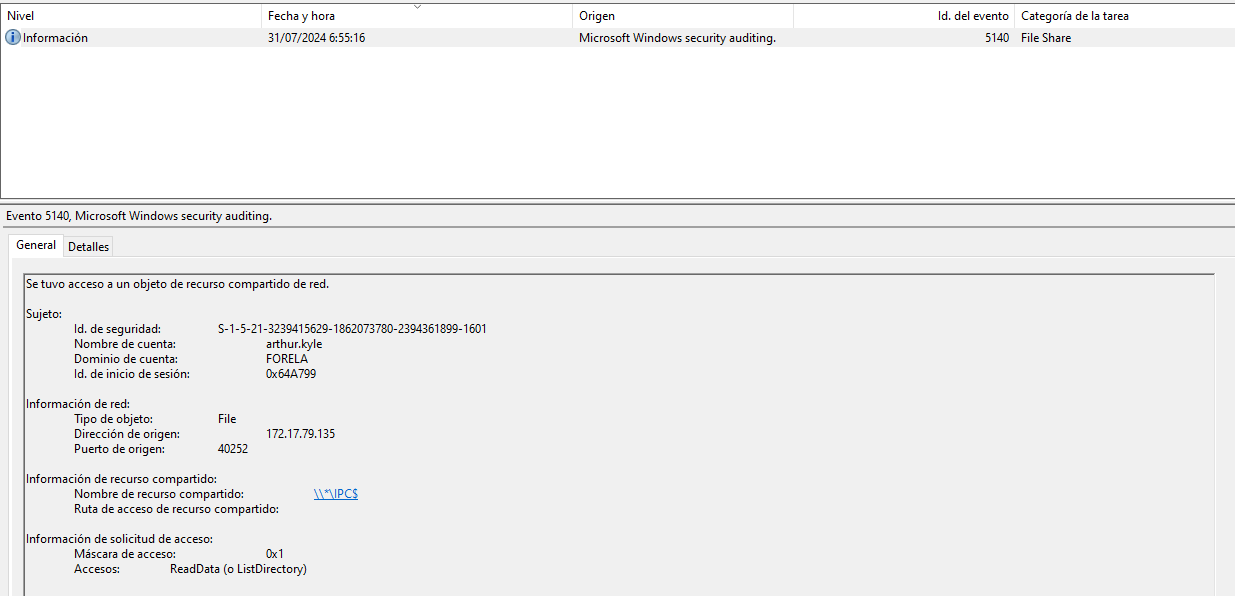 Nivel Fecha y hora Origen Id. del evento Categoría de la tarea
Información 31/07/2024 6:55:16 Microsoft Windows security auditing. 5140 File Share
Evento 5140, Microsoft Windows security auditing.
General Detalles
Se tuvo acceso a un objeto de recurso compartido de red.
Sujeto:
Id. de seguridad: S-1-5-21-3239415629-1862073780-2394361899-1601
Nombre de cuenta: arthur.kyle
Dominio de cuenta: FORELA
Id. de inicio de sesión: 0x64A799
Información de red:
Tipo de objeto: File
Dirección de origen: 172.17.79.135
Puerto de origen: 40252
Información de recurso compartido:
Nombre de recurso compartido: \\*\IPC$
Ruta de acceso de recurso compartido:
Información de solicitud de acceso:
Máscara de acceso: 0x1
Accesos: ReadData (o ListDirectory)